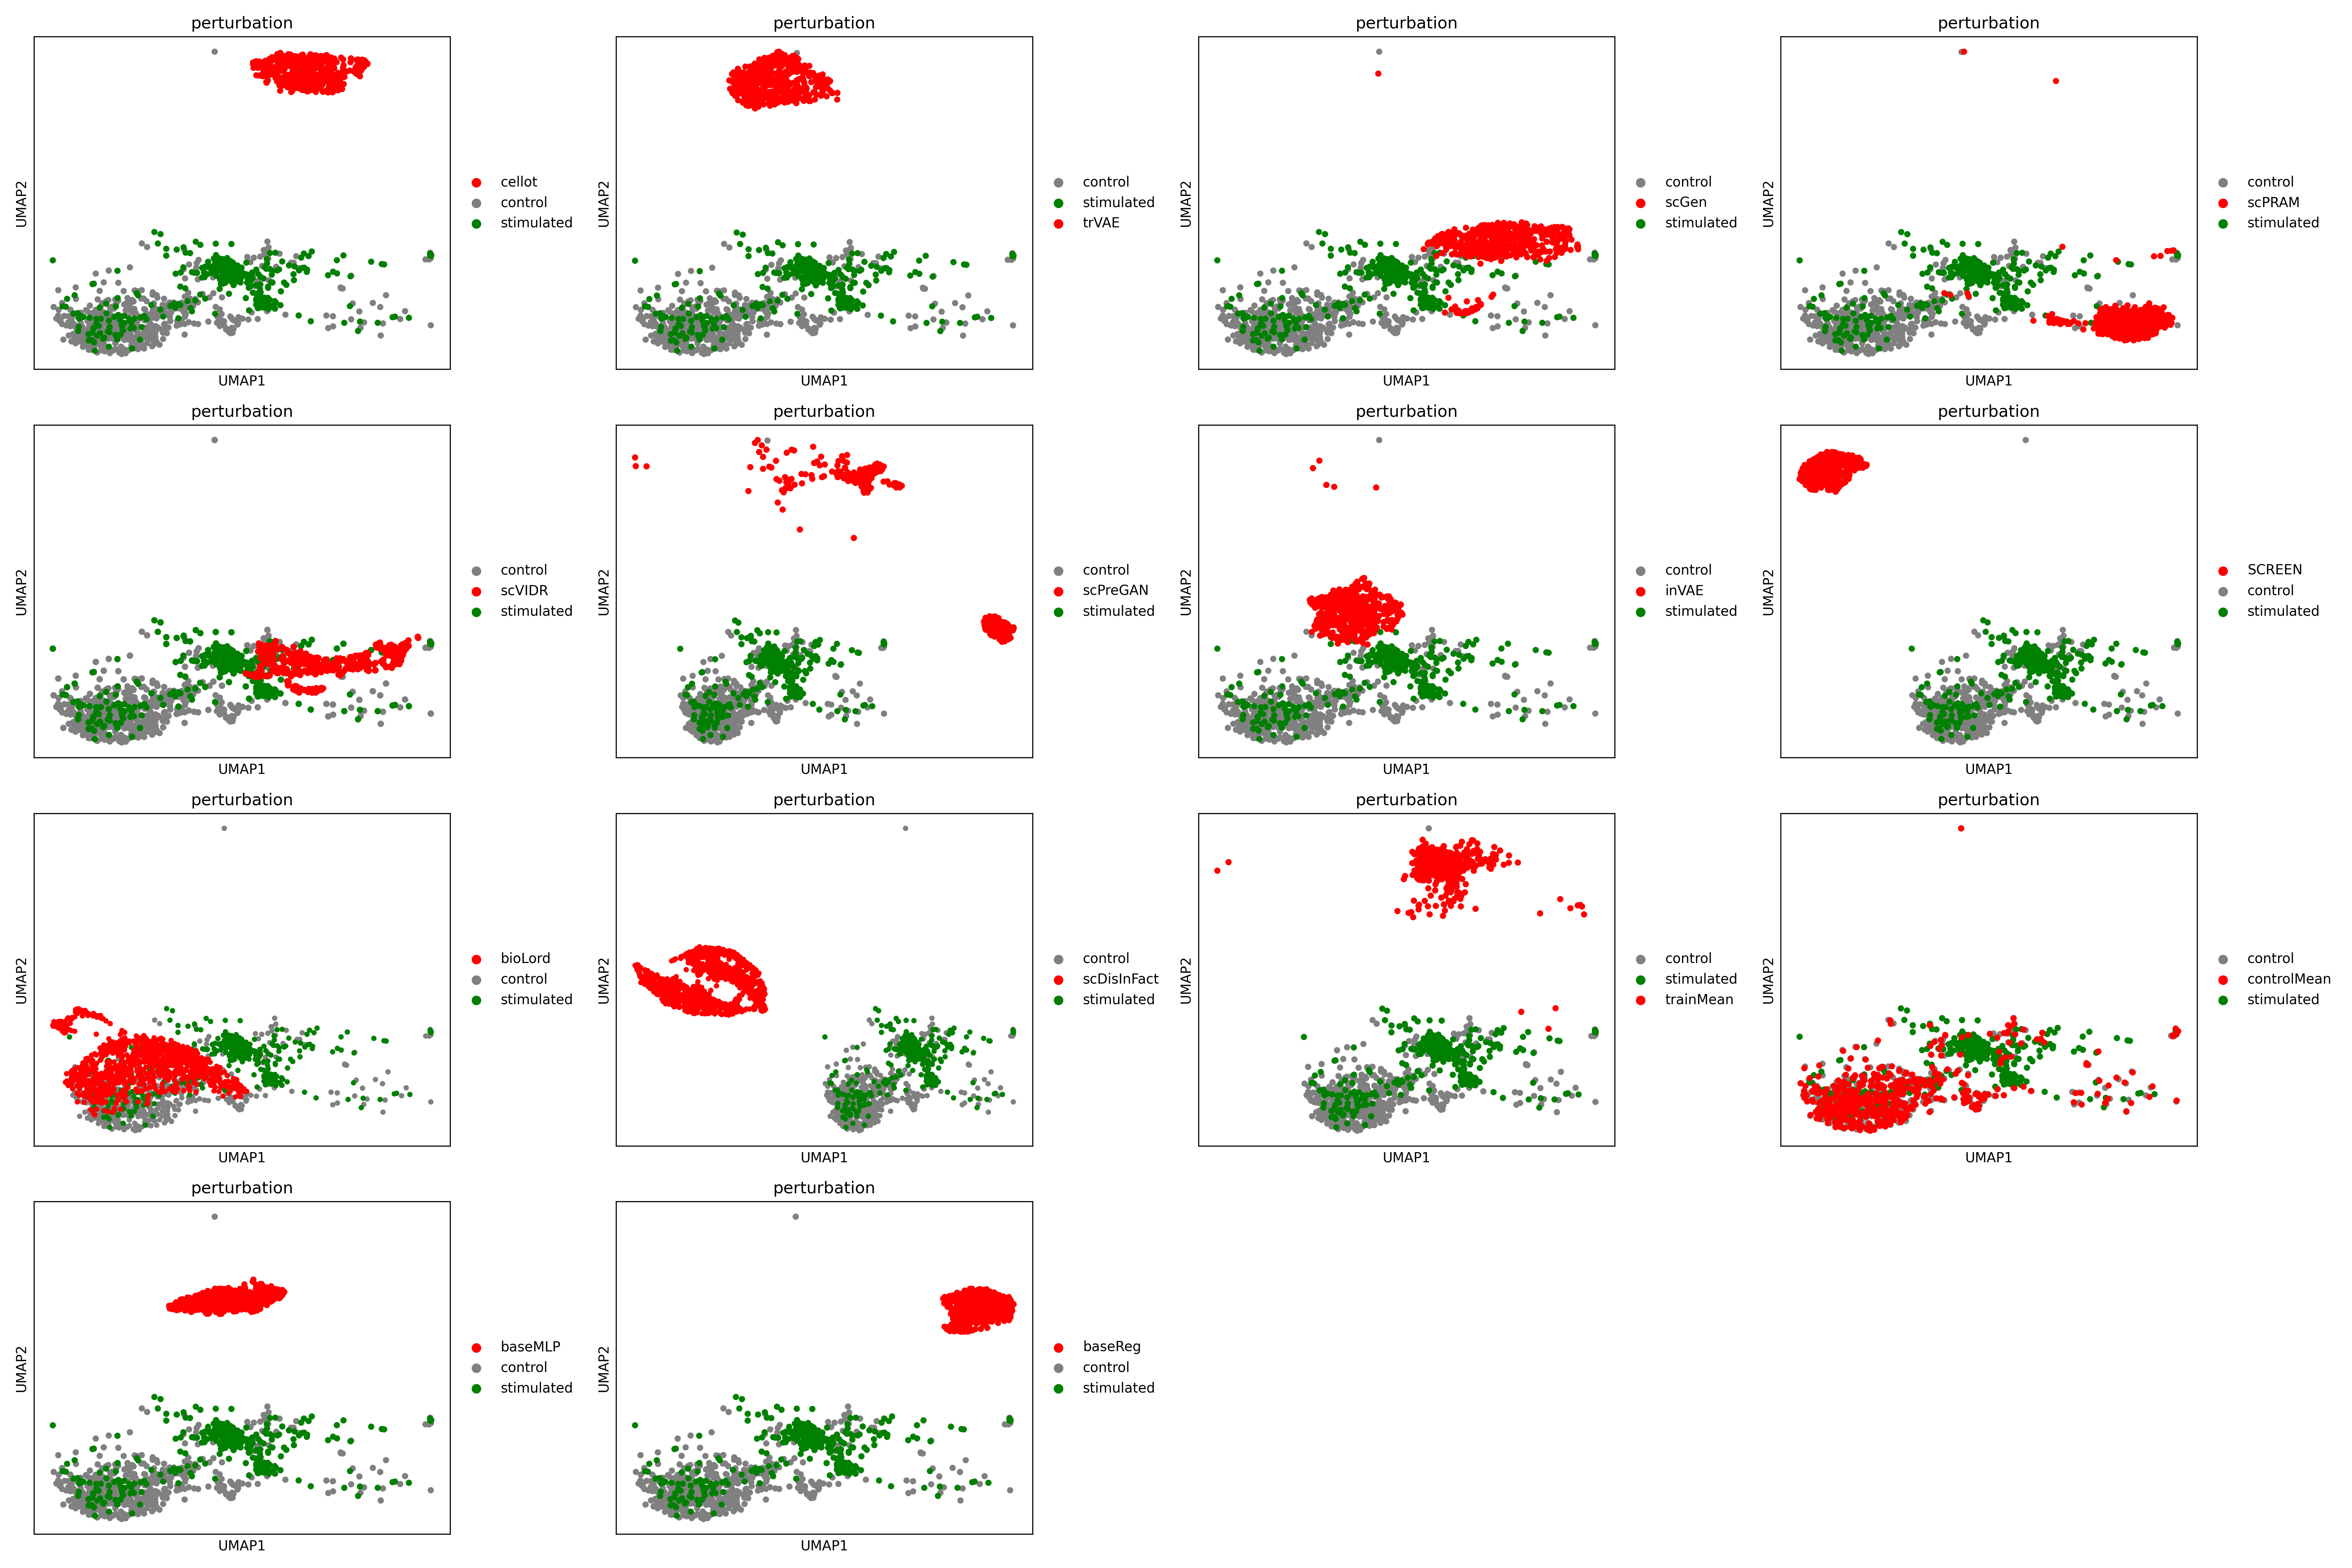 perturbation
UMAP2
cellot
control
stimulated
UMAP1
perturbation
UMAP2
control
stimulated
trVAE
UMAP1
perturbation
UMAP2
control
scGen
stimulated
UMAP1
perturbation
UMAP2
control
scPRAM
stimulated
UMAP1
perturbation
UMAP2
control
scVIDR
stimulated
UMAP1
perturbation
UMAP2
control
scPreGAN
stimulated
UMAP1
perturbation
UMAP2
control
inVAE
stimulated
UMAP1
perturbation
UMAP2
SCREEN
control
stimulated
UMAP1
perturbation
UMAP2
bioLord
control
stimulated
UMAP1
perturbation
UMAP2
control
scDisInFact
stimulated
UMAP1
perturbation
UMAP2
control
stimulated
trainMean
UMAP1
perturbation
UMAP2
control
controlMean
stimulated
UMAP1
perturbation
UMAP2
baseMLP
control
stimulated
UMAP1
perturbation
UMAP2
baseReg
control
stimulated
UMAP1